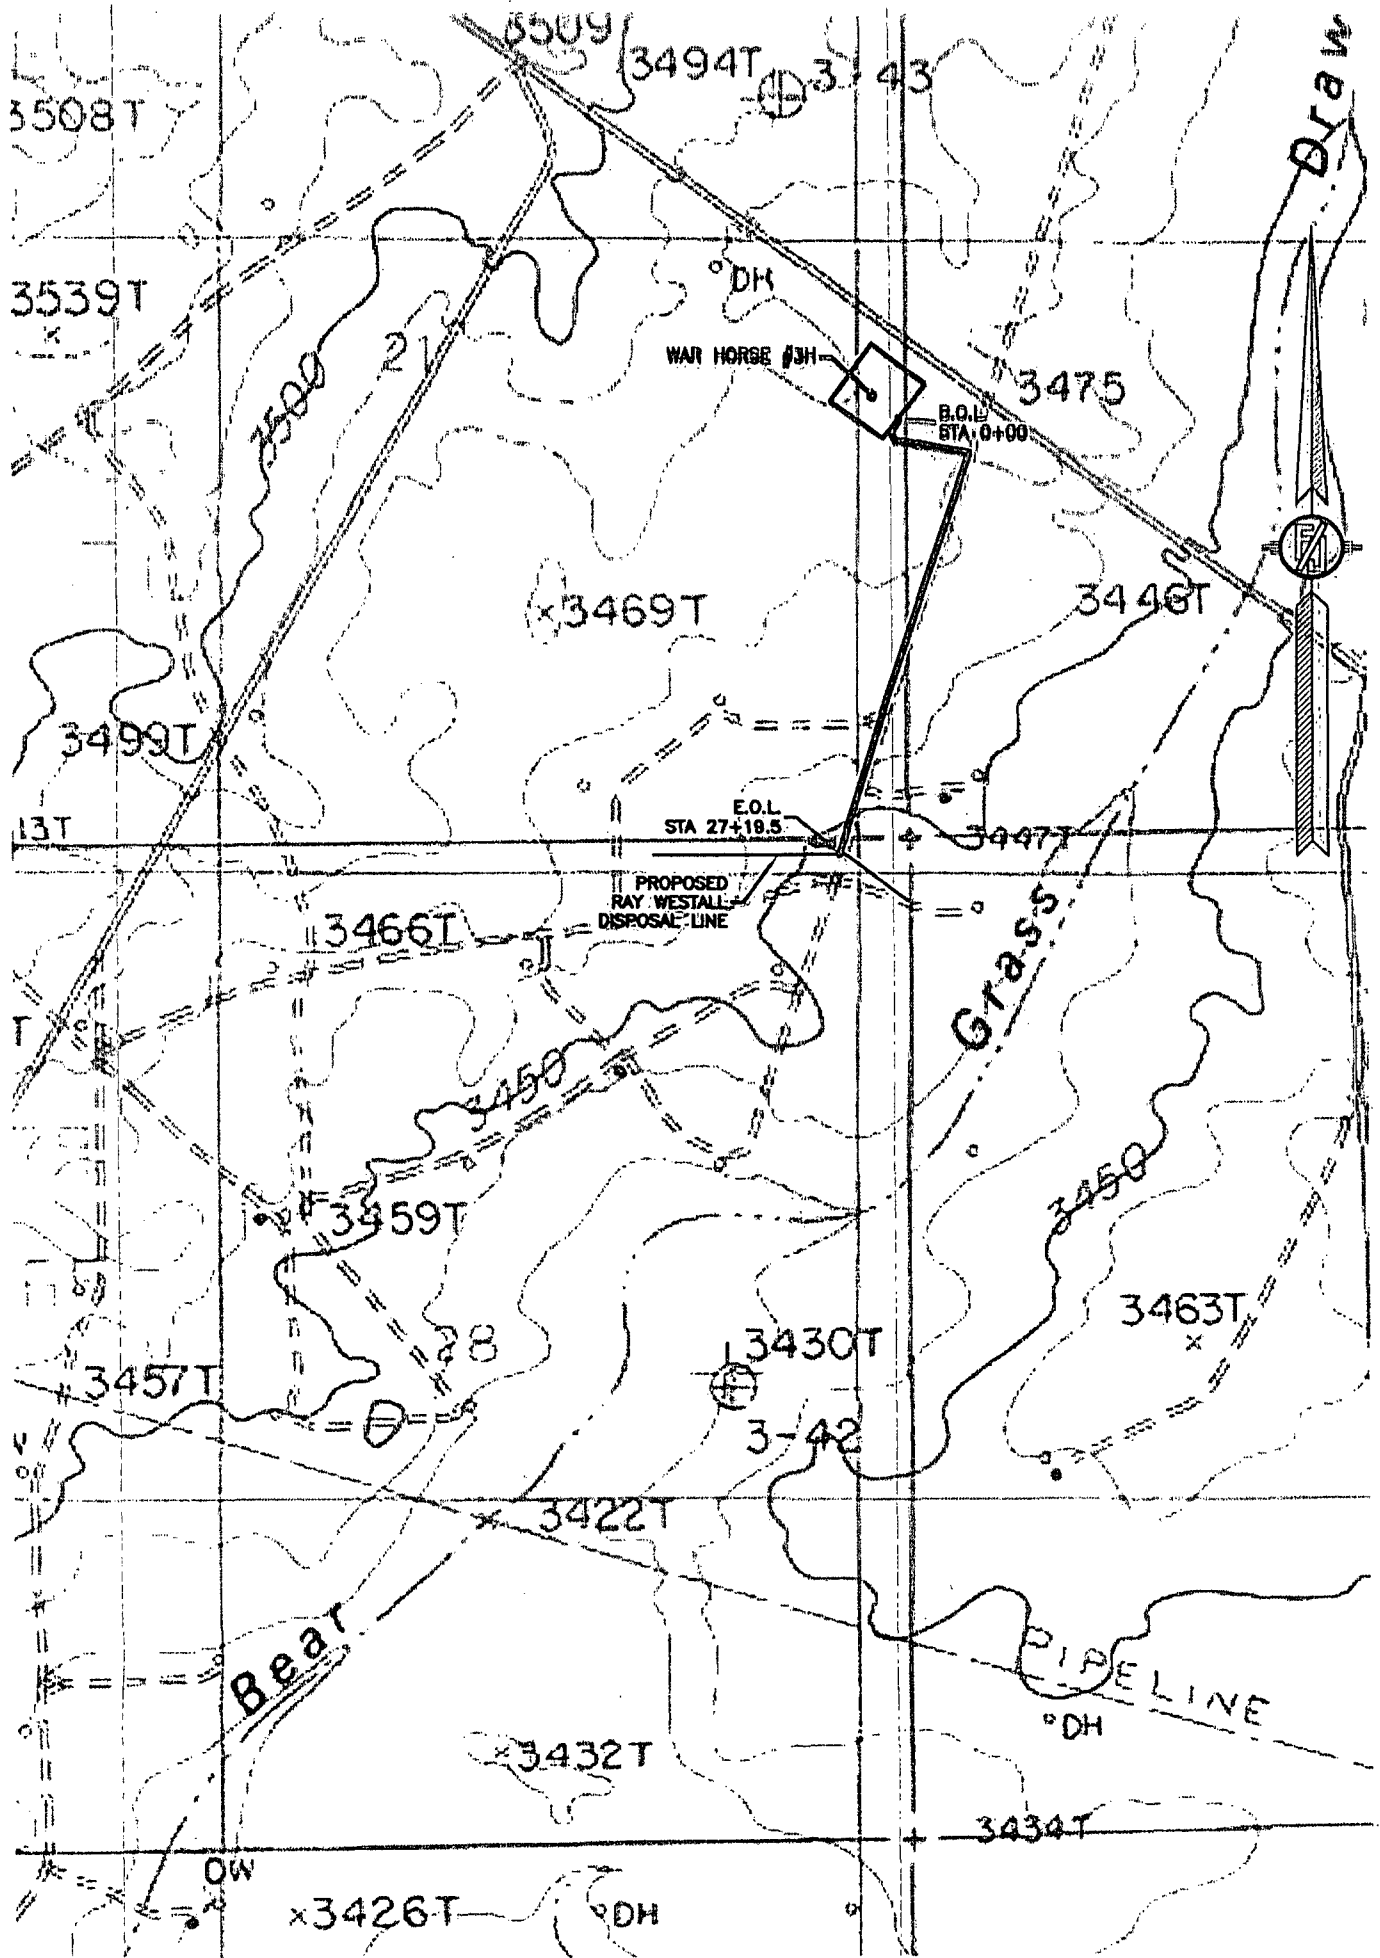 3509
3494T
3 - 43
3508T
Draw
DH
3539T
21
3500
WAR HORSE #3H
3475
B.O.L.
STA 0+00
3469T
3446T
3499T
E.O.L.
STA 27+19.5
13T
3447T
PROPOSED
RAY WESTALL
DISPOSAL LINE
3466T
Grass
T
3450
3450
3459T
3463T
28
3430T
3457T
3-42
3422T
Bear
PIPELINE
DH
3432T
3434T
OW
3426T
DH